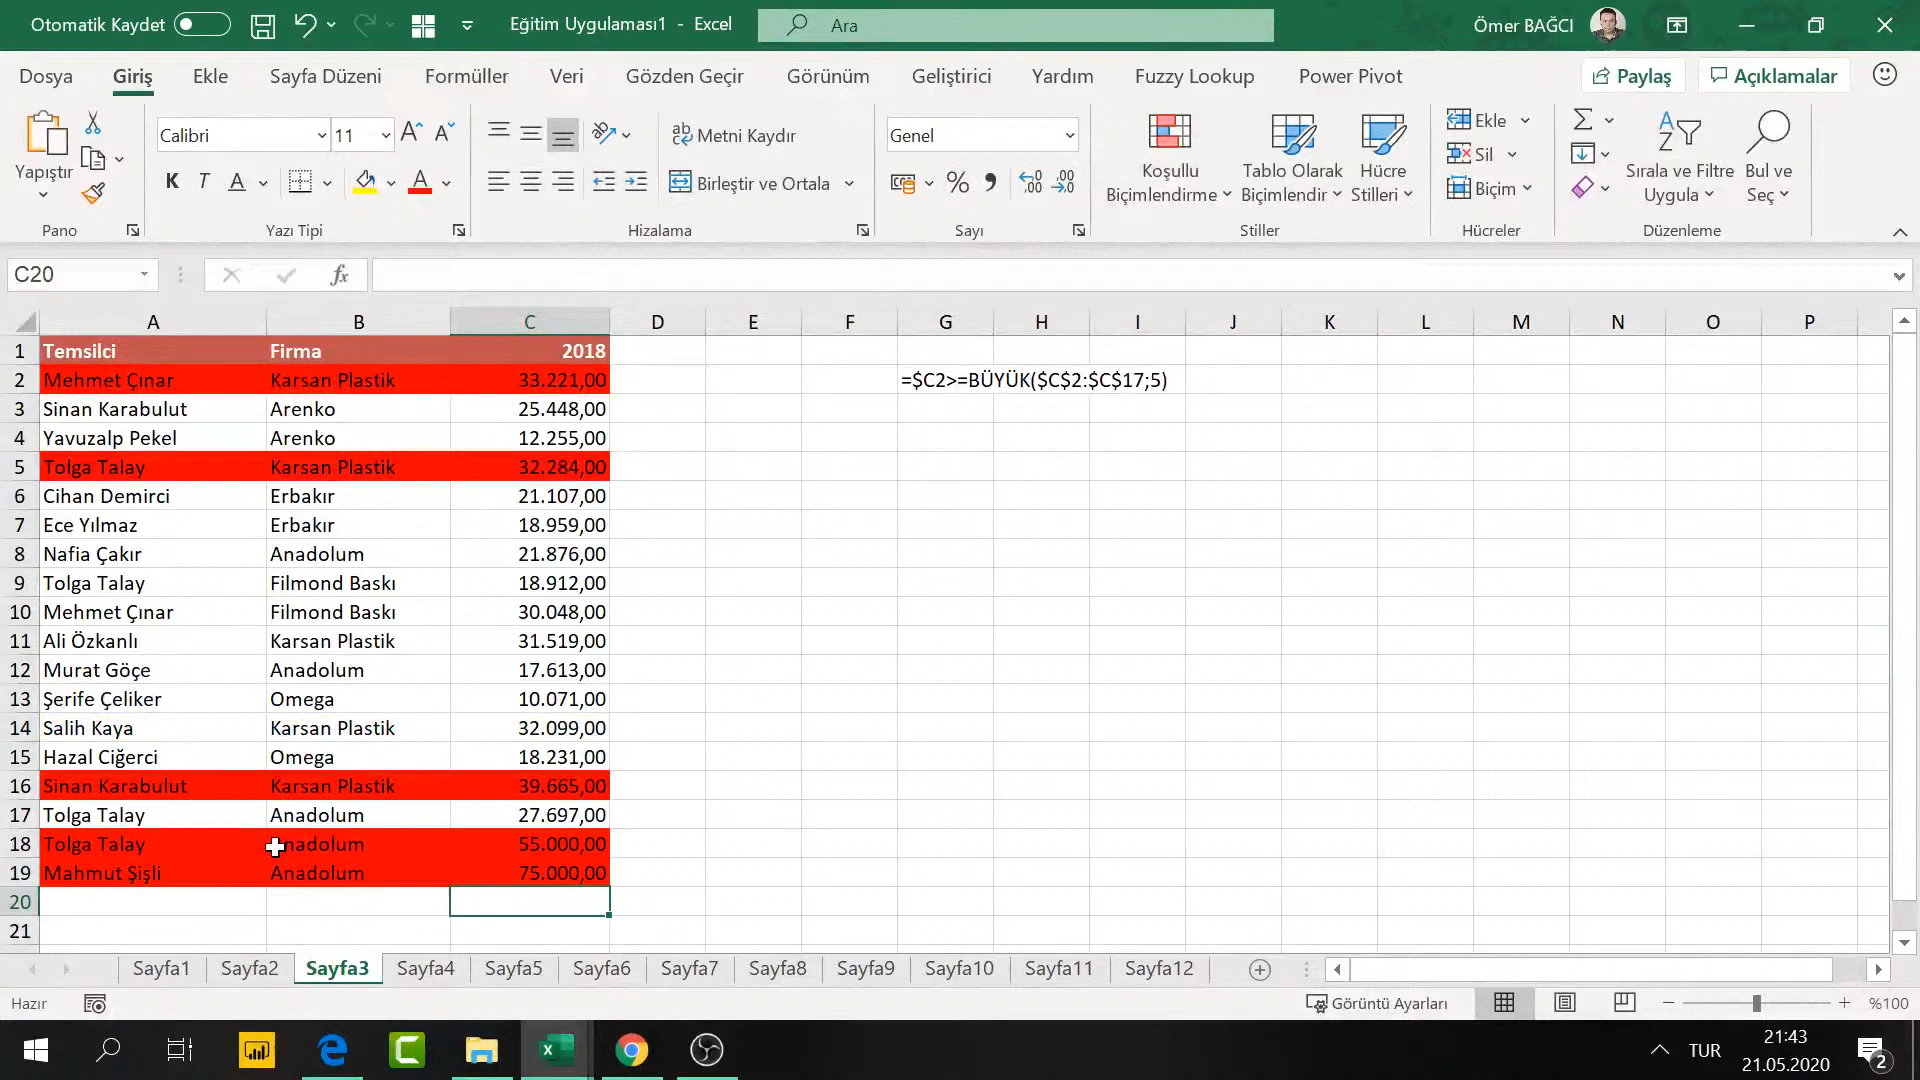 Otomatik Kaydet
Eğitim Uygulaması1 - Excel
Ara
Ömer BAĞCI
Dosya Giriş Ekle Sayfa Düzeni Formüller Veri Gözden Geçir Görünüm Geliştirici Yardım Fuzzy Lookup Power Pivot Paylaş Açıklamalar
Yapıştır
Pano
Calibri 11
K T A A
Yazı Tipi
Metni Kaydır
Birleştir ve Ortala
Hizalama
Genel
Sayı
Koşullu
Biçimlendirme
Tablo Olarak
Biçimlendir
Hücre
Stilleri
Stiller
Ekle
Sil
Biçim
Hücreler
Sırala ve Filtre
Uygula
Bul ve
Seç
Düzenleme
C20 fx
A B C D E F G H I J K L M N O P
1 Temsilci Firma 2018
2 Mehmet Çınar Karsan Plastik 33.221,00 =$C2>=BÜYÜK($C$2:$C$17;5)
3 Sinan Karabulut Arenko 25.448,00
4 Yavuzalp Pekel Arenko 12.255,00
5 Tolga Talay Karsan Plastik 32.284,00
6 Cihan Demirci Erbakır 21.107,00
7 Ece Yılmaz Erbakır 18.959,00
8 Nafia Çakır Anadolum 21.876,00
9 Tolga Talay Filmond Baskı 18.912,00
10 Mehmet Çınar Filmond Baskı 30.048,00
11 Ali Özkanlı Karsan Plastik 31.519,00
12 Murat Göçe Anadolum 17.613,00
13 Şerife Çeliker Omega 10.071,00
14 Salih Kaya Karsan Plastik 32.099,00
15 Hazal Ciğerci Omega 18.231,00
16 Sinan Karabulut Karsan Plastik 39.665,00
17 Tolga Talay Anadolum 27.697,00
18 Tolga Talay Anadolum 55.000,00
19 Mahmut Şişli Anadolum 75.000,00
20
21
Sayfa1 Sayfa2 Sayfa3 Sayfa4 Sayfa5 Sayfa6 Sayfa7 Sayfa8 Sayfa9 Sayfa10 Sayfa11 Sayfa12
Hazır
Görüntü Ayarları
%100
TUR
21:43
21.05.2020
2